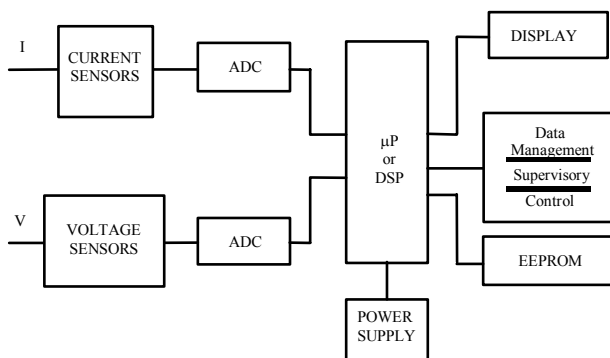 I
CURRENT
SENSORS
ADC
V
VOLTAGE
SENSORS
ADC
μP
or
DSP
POWER
SUPPLY
DISPLAY
Data
Management
Supervisory
Control
EEPROM